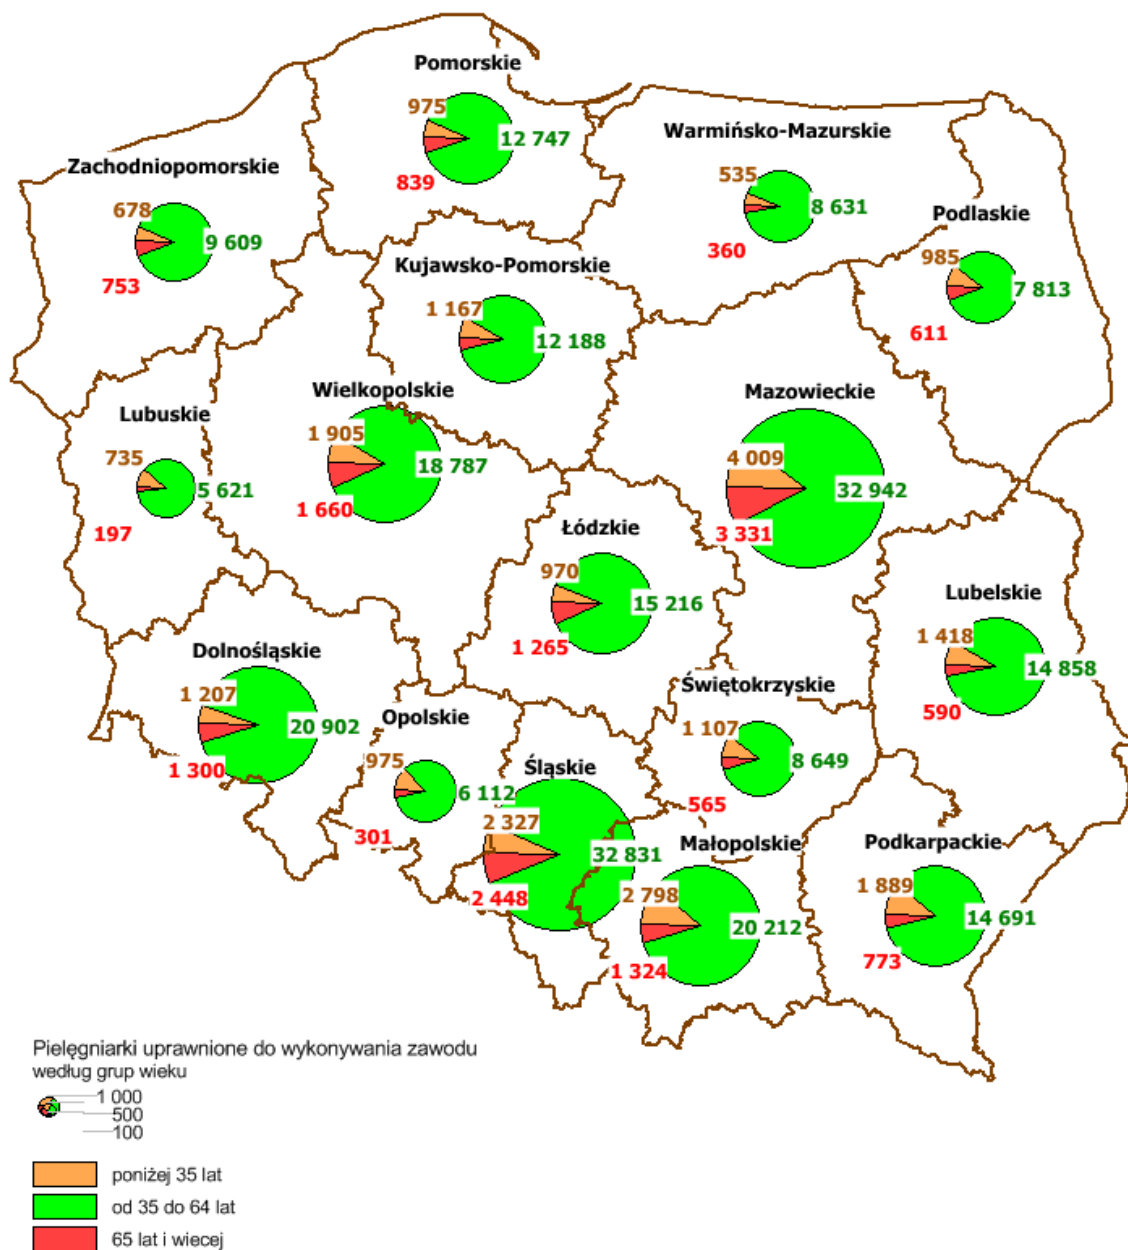 Pomorskie
975
12 747
839
Warmińsko-Mazurskie
535
8 631
360
Zachodniopomorskie
678
9 609
753
Podlaskie
985
7 813
611
Kujawsko-Pomorskie
1 167
12 188
Wielkopolskie
1 905
18 787
1 660
Mazowieckie
4 009
32 942
3 331
Lubuskie
735
5 621
197
Łódzkie
970
15 216
1 265
Lubelskie
1 418
14 858
590
Dolnośląskie
1 207
20 902
1 300
Opolskie
975
6 112
301
Świętokrzyskie
1 107
8 649
565
Śląskie
2 327
32 831
2 448
Małopolskie
2 798
20 212
1 324
Podkarpackie
1 889
14 691
773
Pielęgniarki uprawnione do wykonywania zawodu
według grup wieku
1 000
500
100
poniżej 35 lat
od 35 do 64 lat
65 lat i wiecej